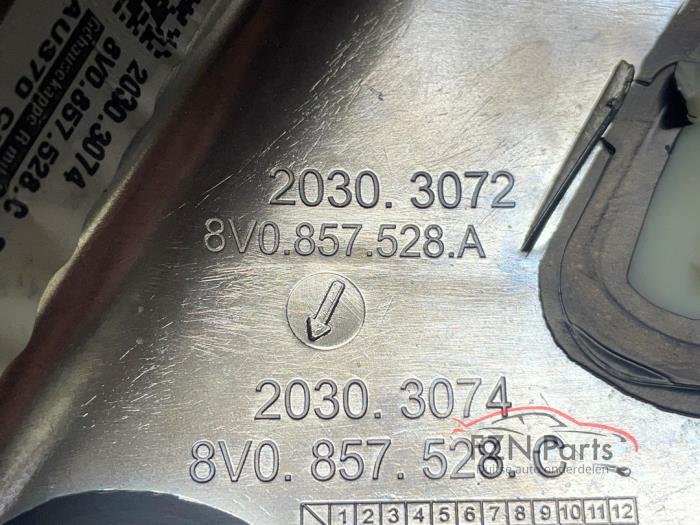 AU370 C
8V0.857.528.C
2030.3074
2030. 3072
8V0.857.528.A
2030. 3074
8V0. 857. 528. C
F&N Parts
1 2 3 4 5 6 7 8 9 10 11 12